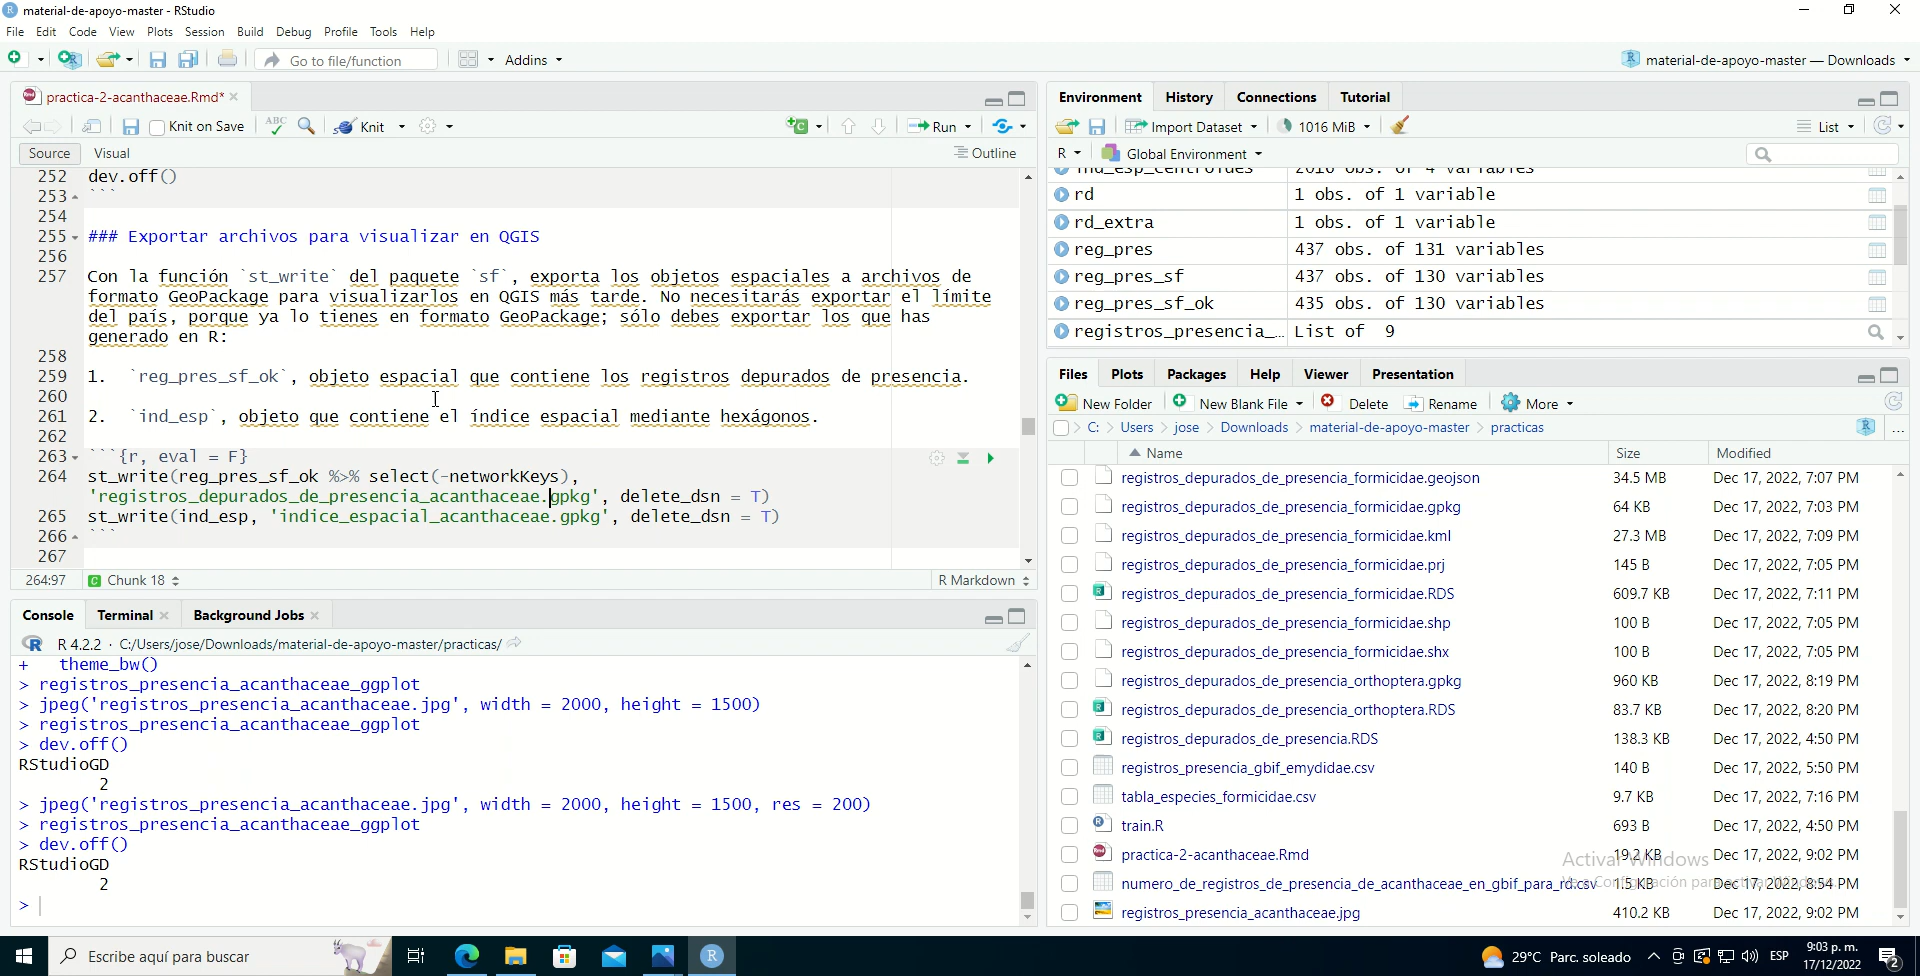 material-de-apoyo-master - RStudio
File Edit Code View Plots Session Build Debug Profile Tools Help
Go to file/function Addins material-de-apoyo-master — Downloads
practica-2-acanthaceae.Rmd*
Knit on Save ABC Knit Run
Source Visual Outline
252 dev.off()
253 ```
254
255 ### Exportar archivos para visualizar en QGIS
256
257 Con la función `st_write` del paquete `sf`, exporta los objetos espaciales a archivos de
formato GeoPackage para visualizarlos en QGIS más tarde. No necesitarás exportar el límite
del país, porque ya lo tienes en formato GeoPackage; sólo debes exportar los que has
generado en R:
258
259 1. `reg_pres_sf_ok`, objeto espacial que contiene los registros depurados de presencia.
260
261 2. `ind_esp`, objeto que contiene el índice espacial mediante hexágonos.
262
263 ```{r, eval = F}
264 st_write(reg_pres_sf_ok %>% select(-networkKeys),
'registros_depurados_de_presencia_acanthaceae.gpkg', delete_dsn = T)
265 st_write(ind_esp, 'indice_espacial_acanthaceae.gpkg', delete_dsn = T)
266 ```
267
264:97 Chunk 18 R Markdown
Console Terminal Background Jobs
R 4.2.2 · C:/Users/jose/Downloads/material-de-apoyo-master/practicas/
+ theme_bw()
> registros_presencia_acanthaceae_ggplot
> jpeg('registros_presencia_acanthaceae.jpg', width = 2000, height = 1500)
> registros_presencia_acanthaceae_ggplot
> dev.off()
RStudioGD
2
> jpeg('registros_presencia_acanthaceae.jpg', width = 2000, height = 1500, res = 200)
> registros_presencia_acanthaceae_ggplot
> dev.off()
RStudioGD
2
>
Environment History Connections Tutorial
Import Dataset 1016 MiB List
R Global Environment
ind_esp_centroides 2016 obs. of 4 variables
rd 1 obs. of 1 variable
rd_extra 1 obs. of 1 variable
reg_pres 437 obs. of 131 variables
reg_pres_sf 437 obs. of 130 variables
reg_pres_sf_ok 435 obs. of 130 variables
registros_presencia_... List of 9
Files Plots Packages Help Viewer Presentation
New Folder New Blank File Delete Rename More
C: > Users > jose > Downloads > material-de-apoyo-master > practicas ...
Name Size Modified
registros_depurados_de_presencia_formicidae.geojson 34.5 MB Dec 17, 2022, 7:07 PM
registros_depurados_de_presencia_formicidae.gpkg 64 KB Dec 17, 2022, 7:03 PM
registros_depurados_de_presencia_formicidae.kml 27.3 MB Dec 17, 2022, 7:09 PM
registros_depurados_de_presencia_formicidae.prj 145 B Dec 17, 2022, 7:05 PM
registros_depurados_de_presencia_formicidae.RDS 609.7 KB Dec 17, 2022, 7:11 PM
registros_depurados_de_presencia_formicidae.shp 100 B Dec 17, 2022, 7:05 PM
registros_depurados_de_presencia_formicidae.shx 100 B Dec 17, 2022, 7:05 PM
registros_depurados_de_presencia_orthoptera.gpkg 960 KB Dec 17, 2022, 8:19 PM
registros_depurados_de_presencia_orthoptera.RDS 83.7 KB Dec 17, 2022, 8:20 PM
registros_depurados_de_presencia.RDS 138.3 KB Dec 17, 2022, 4:50 PM
registros_presencia_gbif_emydidae.csv 140 B Dec 17, 2022, 5:50 PM
tabla_especies_formicidae.csv 9.7 KB Dec 17, 2022, 7:16 PM
train.R 693 B Dec 17, 2022, 4:50 PM
practica-2-acanthaceae.Rmd 19.2 KB Dec 17, 2022, 9:02 PM
numero_de_registros_de_presencia_de_acanthaceae_en_gbif_para_rd.csv 1.5 KB Dec 17, 2022, 8:54 PM
registros_presencia_acanthaceae.jpg 410.2 KB Dec 17, 2022, 9:02 PM
Activar Windows
Escribe aquí para buscar 29°C Parc. soleado ESP 9:03 p. m.
17/12/2022 2